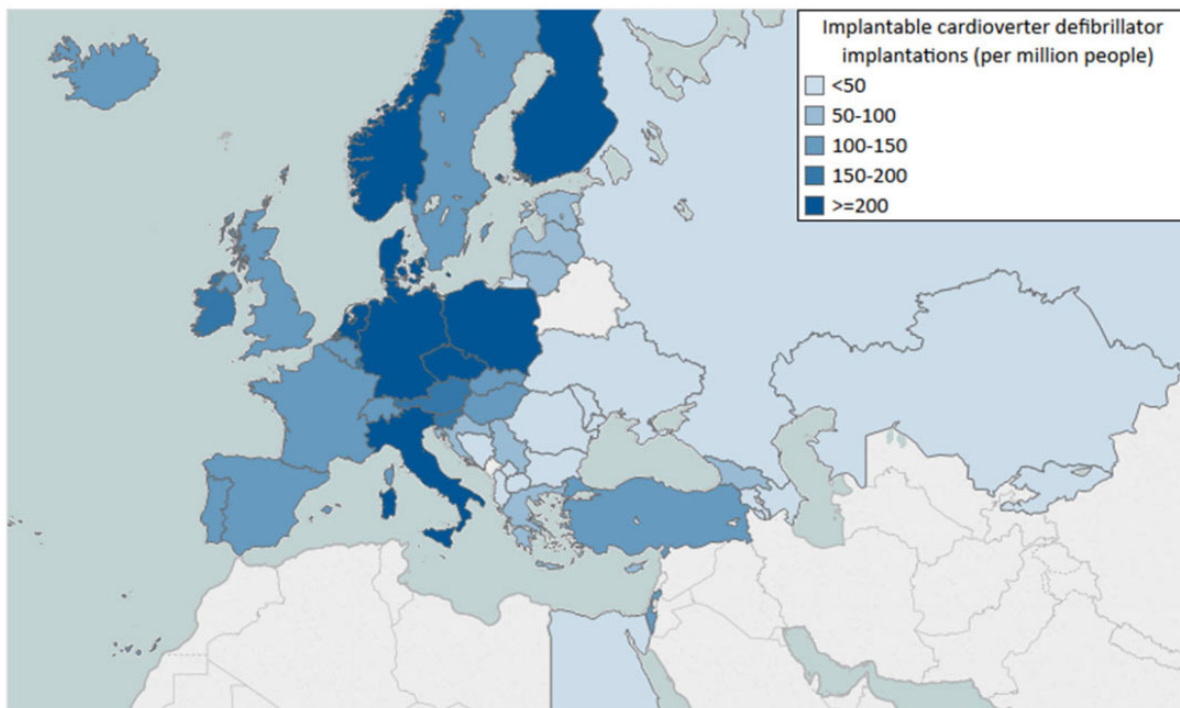 Implantable cardioverter defibrillator
implantations (per million people)
<50
50-100
100-150
150-200
>=200